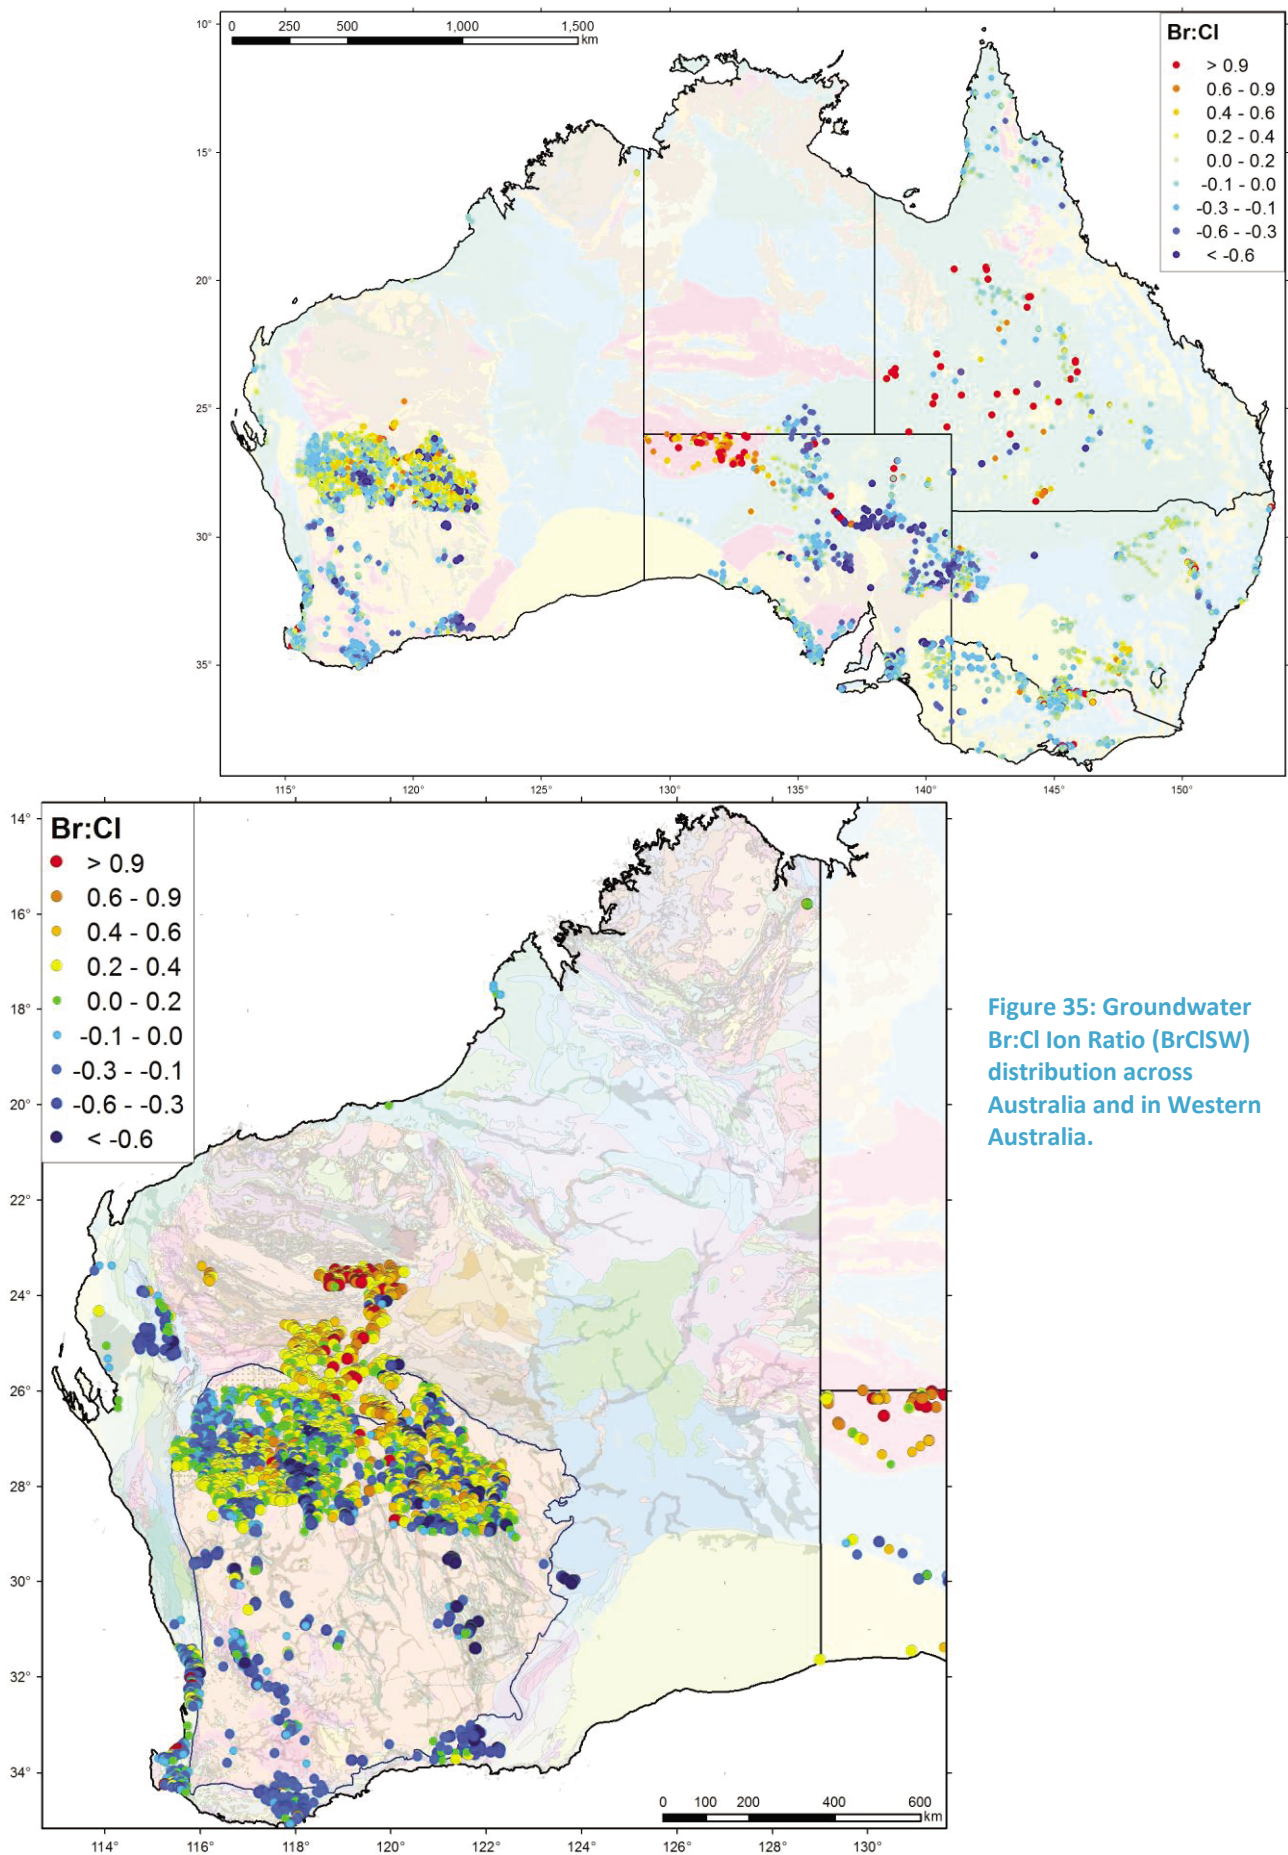 0 250 500 1,000 1,500
km
Br:Cl
> 0.9
0.6 - 0.9
0.4 - 0.6
0.2 - 0.4
0.0 - 0.2
-0.1 - 0.0
-0.3 - -0.1
-0.6 - -0.3
< -0.6
10°
15°
20°
25°
30°
35°
115° 120° 125° 130° 135° 140° 145° 150°
Br:Cl
> 0.9
0.6 - 0.9
0.4 - 0.6
0.2 - 0.4
0.0 - 0.2
-0.1 - 0.0
-0.3 - -0.1
-0.6 - -0.3
< -0.6
14°
16°
18°
20°
22°
24°
26°
28°
30°
32°
34°
Figure 35: Groundwater
Br:Cl Ion Ratio (BrClSW)
distribution across
Australia and in Western
Australia.
0 100 200 400 600
km
114° 116° 118° 120° 122° 124° 126° 128° 130°